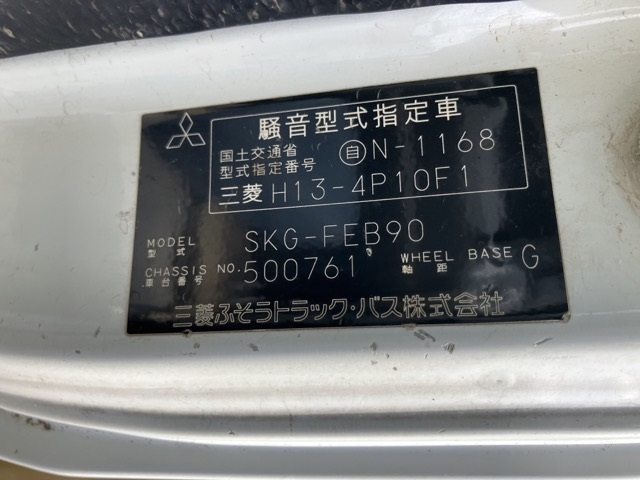 騒音型式指定車
国土交通省
型式指定番号 自N-1168
三菱 H13-4P10F1
MODEL
型式 SKG-FEB90
CHASSIS NO. 500761 WHEEL BASE G
車台番号 軸距
三菱ふそうトラック・バス株式会社